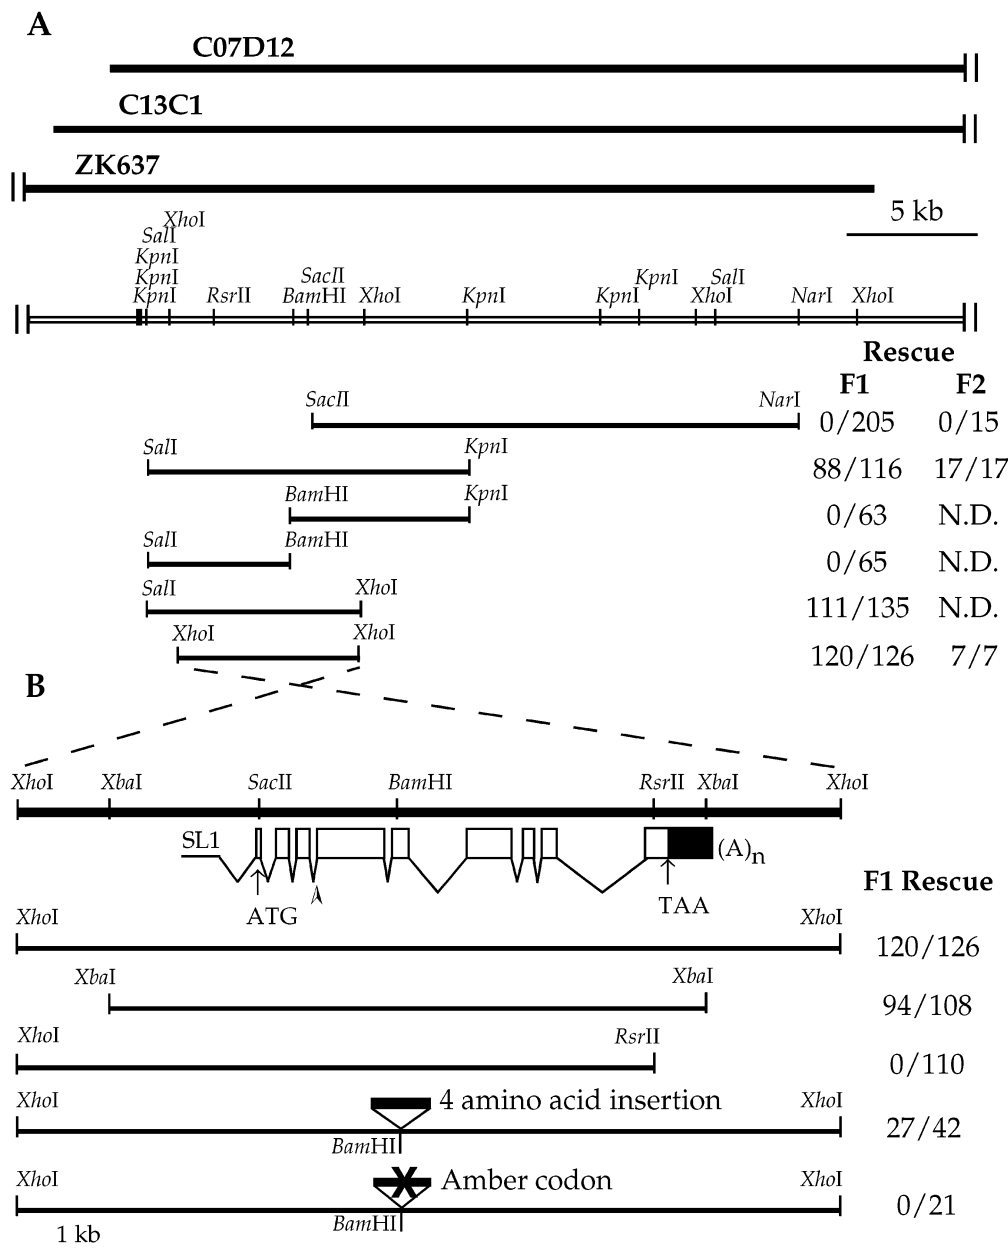 A
C07D12
C13C1
ZK637
5 kb
XhoI
SalI
KpnI
KpnI
KpnI RsrII BamHI SacII XhoI KpnI KpnI KpnI XhoI SalI NarI XhoI
Rescue
F1 F2
SacII NarI 0/205 0/15
SalI KpnI 88/116 17/17
BamHI KpnI 0/63 N.D.
SalI BamHI 0/65 N.D.
SalI XhoI 111/135 N.D.
XhoI XhoI 120/126 7/7
B
XhoI XbaI SacII BamHI RsrII XbaI XhoI
SL1 (A)n
ATG TAA
F1 Rescue
XhoI XhoI 120/126
XbaI XbaI 94/108
XhoI RsrII 0/110
XhoI 4 amino acid insertion XhoI 27/42
BamHI
XhoI Amber codon XhoI 0/21
BamHI
1 kb